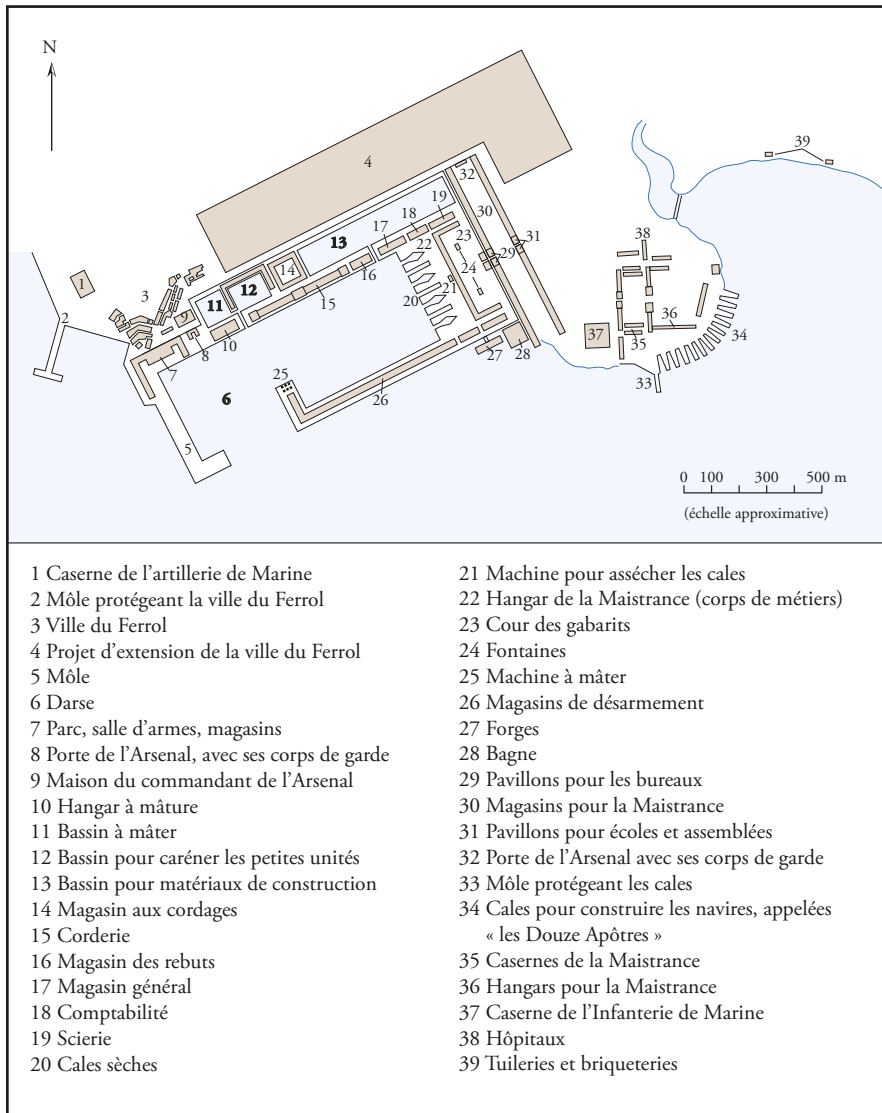 N
39
4
32
19
30
18
23
17
13
22
31
38
29
24
14
12
16
1
21
3
11
20
15
9
36
2
37
34
8
10
35
28
27
7
25
33
26
6
5
0 100 300 500 m
(échelle approximative)
1 Caserne de l’artillerie de Marine
2 Môle protégeant la ville du Ferrol
3 Ville du Ferrol
4 Projet d’extension de la ville du Ferrol
5 Môle
6 Darse
7 Parc, salle d’armes, magasins
8 Porte de l’Arsenal, avec ses corps de garde
9 Maison du commandant de l’Arsenal
10 Hangar à mâture
11 Bassin à mâter
12 Bassin pour caréner les petites unités
13 Bassin pour matériaux de construction
14 Magasin aux cordages
15 Corderie
16 Magasin des rebuts
17 Magasin général
18 Comptabilité
19 Scierie
20 Cales sèches
21 Machine pour assécher les cales
22 Hangar de la Maistrance (corps de métiers)
23 Cour des gabarits
24 Fontaines
25 Machine à mâter
26 Magasins de désarmement
27 Forges
28 Bagne
29 Pavillons pour les bureaux
30 Magasins pour la Maistrance
31 Pavillons pour écoles et assemblées
32 Porte de l’Arsenal avec ses corps de garde
33 Môle protégeant les cales
34 Cales pour construire les navires, appelées
« les Douze Apôtres »
35 Casernes de la Maistrance
36 Hangars pour la Maistrance
37 Caserne de l’Infanterie de Marine
38 Hôpitaux
39 Tuileries et briqueteries